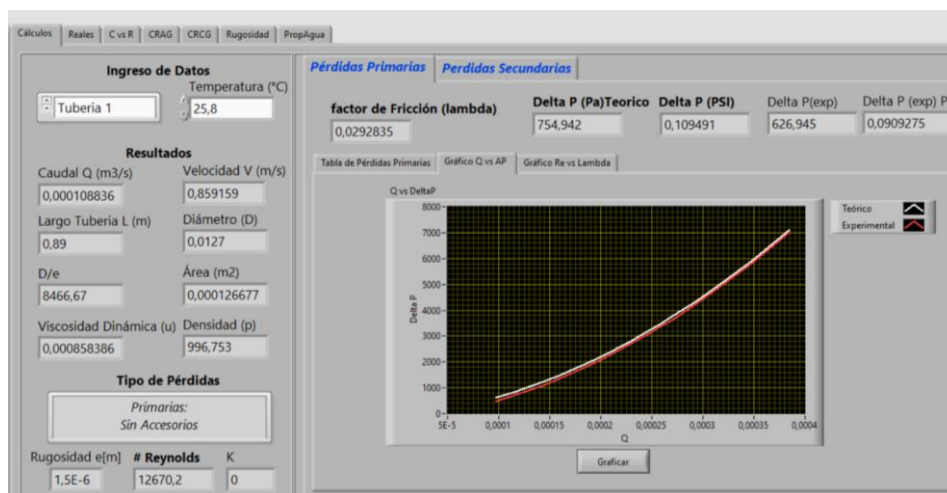 Cálculos Reales C vs R CRAG CRCG Rugosidad PropAgua
Ingreso de Datos
Temperatura (°C)
Tuberia 1
25,8
Resultados
Caudal Q (m3/s) Velocidad V (m/s)
0,000108836 0,859159
Largo Tuberia L (m) Diámetro (D)
0,89 0,0127
D/e Área (m2)
8466,67 0,000126677
Viscosidad Dinámica (u) Densidad (p)
0,000858386 996,753
Tipo de Pérdidas
Primarias:
Sin Accesorios
Rugosidad e[m] # Reynolds K
1,5E-6 12670,2 0
Pérdidas Primarias Perdidas Secundarias
factor de Fricción (lambda) Delta P (Pa)Teorico Delta P (PSI) Delta P(exp) Delta P (exp) P
0,0292835 754,942 0,109491 626,945 0,0909275
Tabla de Pérdidas Primarias Gráfico Q vs AP Gráfico Re vs Lambda
Q vs DeltaP
Teórico
Experimental
8000
7000
6000
5000
4000
3000
2000
1000
0
Delta P
5E-5 0,0001 0,00015 0,0002 0,00025 0,0003 0,00035 0,0004
Q
Graficar